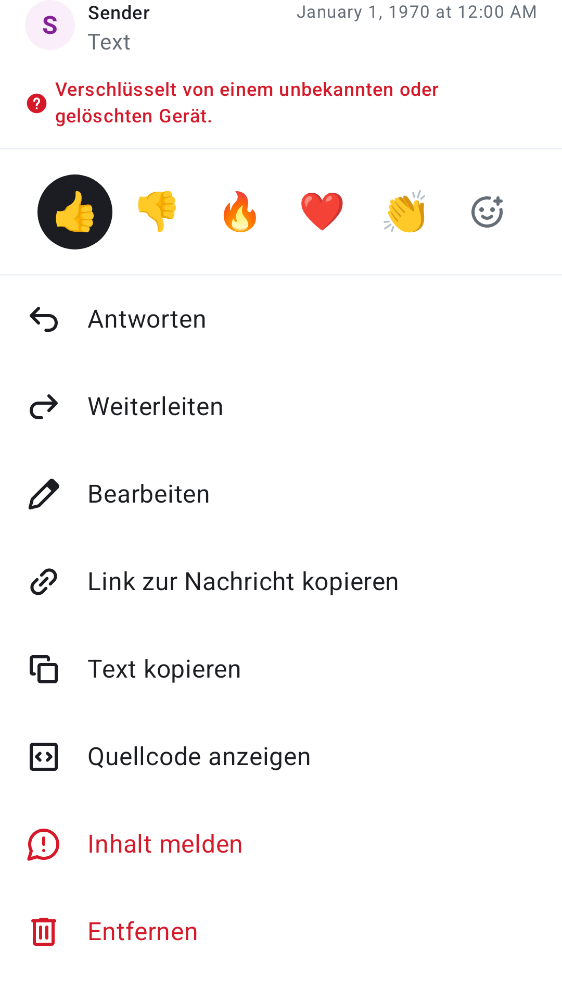 S
Sender
January 1, 1970 at 12:00 AM
Text
Verschlüsselt von einem unbekannten oder
gelöschten Gerät.
Antworten
Weiterleiten
Bearbeiten
Link zur Nachricht kopieren
Text kopieren
Quellcode anzeigen
Inhalt melden
Entfernen